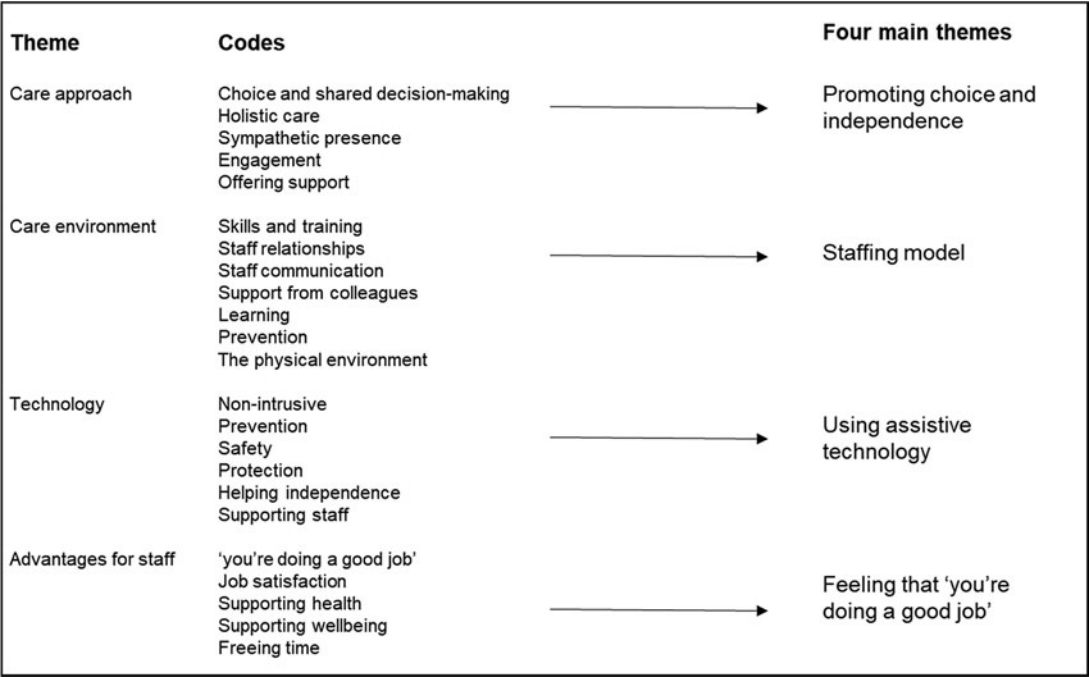 Theme
Codes
Four main themes
Care approach
Choice and shared decision-making
Holistic care
Sympathetic presence
Engagement
Offering support
Promoting choice and
independence
Care environment
Skills and training
Staff relationships
Staff communication
Support from colleagues
Learning
Prevention
The physical environment
Staffing model
Technology
Non-intrusive
Prevention
Safety
Protection
Helping independence
Supporting staff
Using assistive
technology
Advantages for staff
‘you’re doing a good job’
Job satisfaction
Supporting health
Supporting wellbeing
Freeing time
Feeling that ‘you’re
doing a good job’